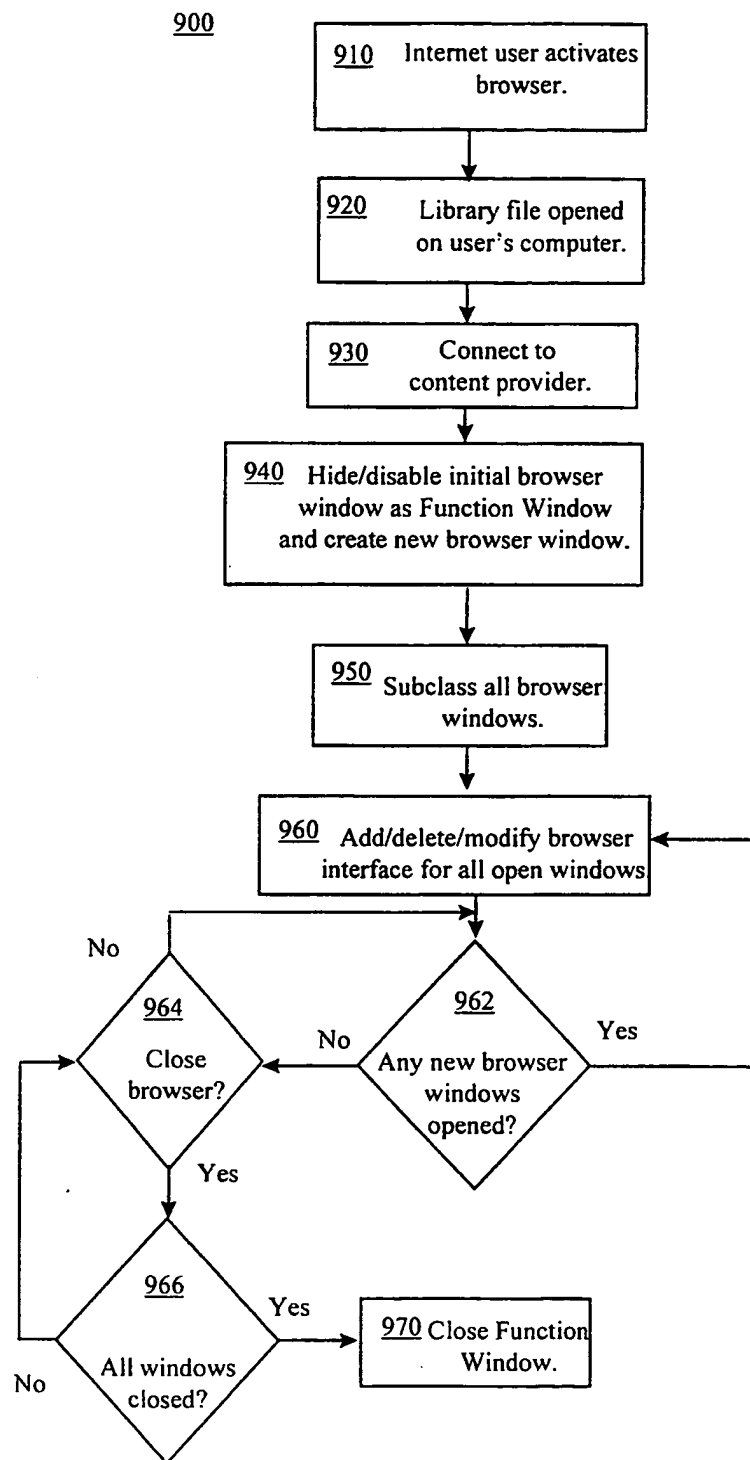 900
910 Internet user activates
browser.
920 Library file opened
on user's computer.
930 Connect to
content provider.
940 Hide/disable initial browser
window as Function Window
and create new browser window.
950 Subclass all browser
windows.
960 Add/delete/modify browser
interface for all open windows.
No
964
Close
browser?
No
962
Any new browser
windows
opened?
Yes
Yes
966
All windows
closed?
No
Yes
970 Close Function
Window.